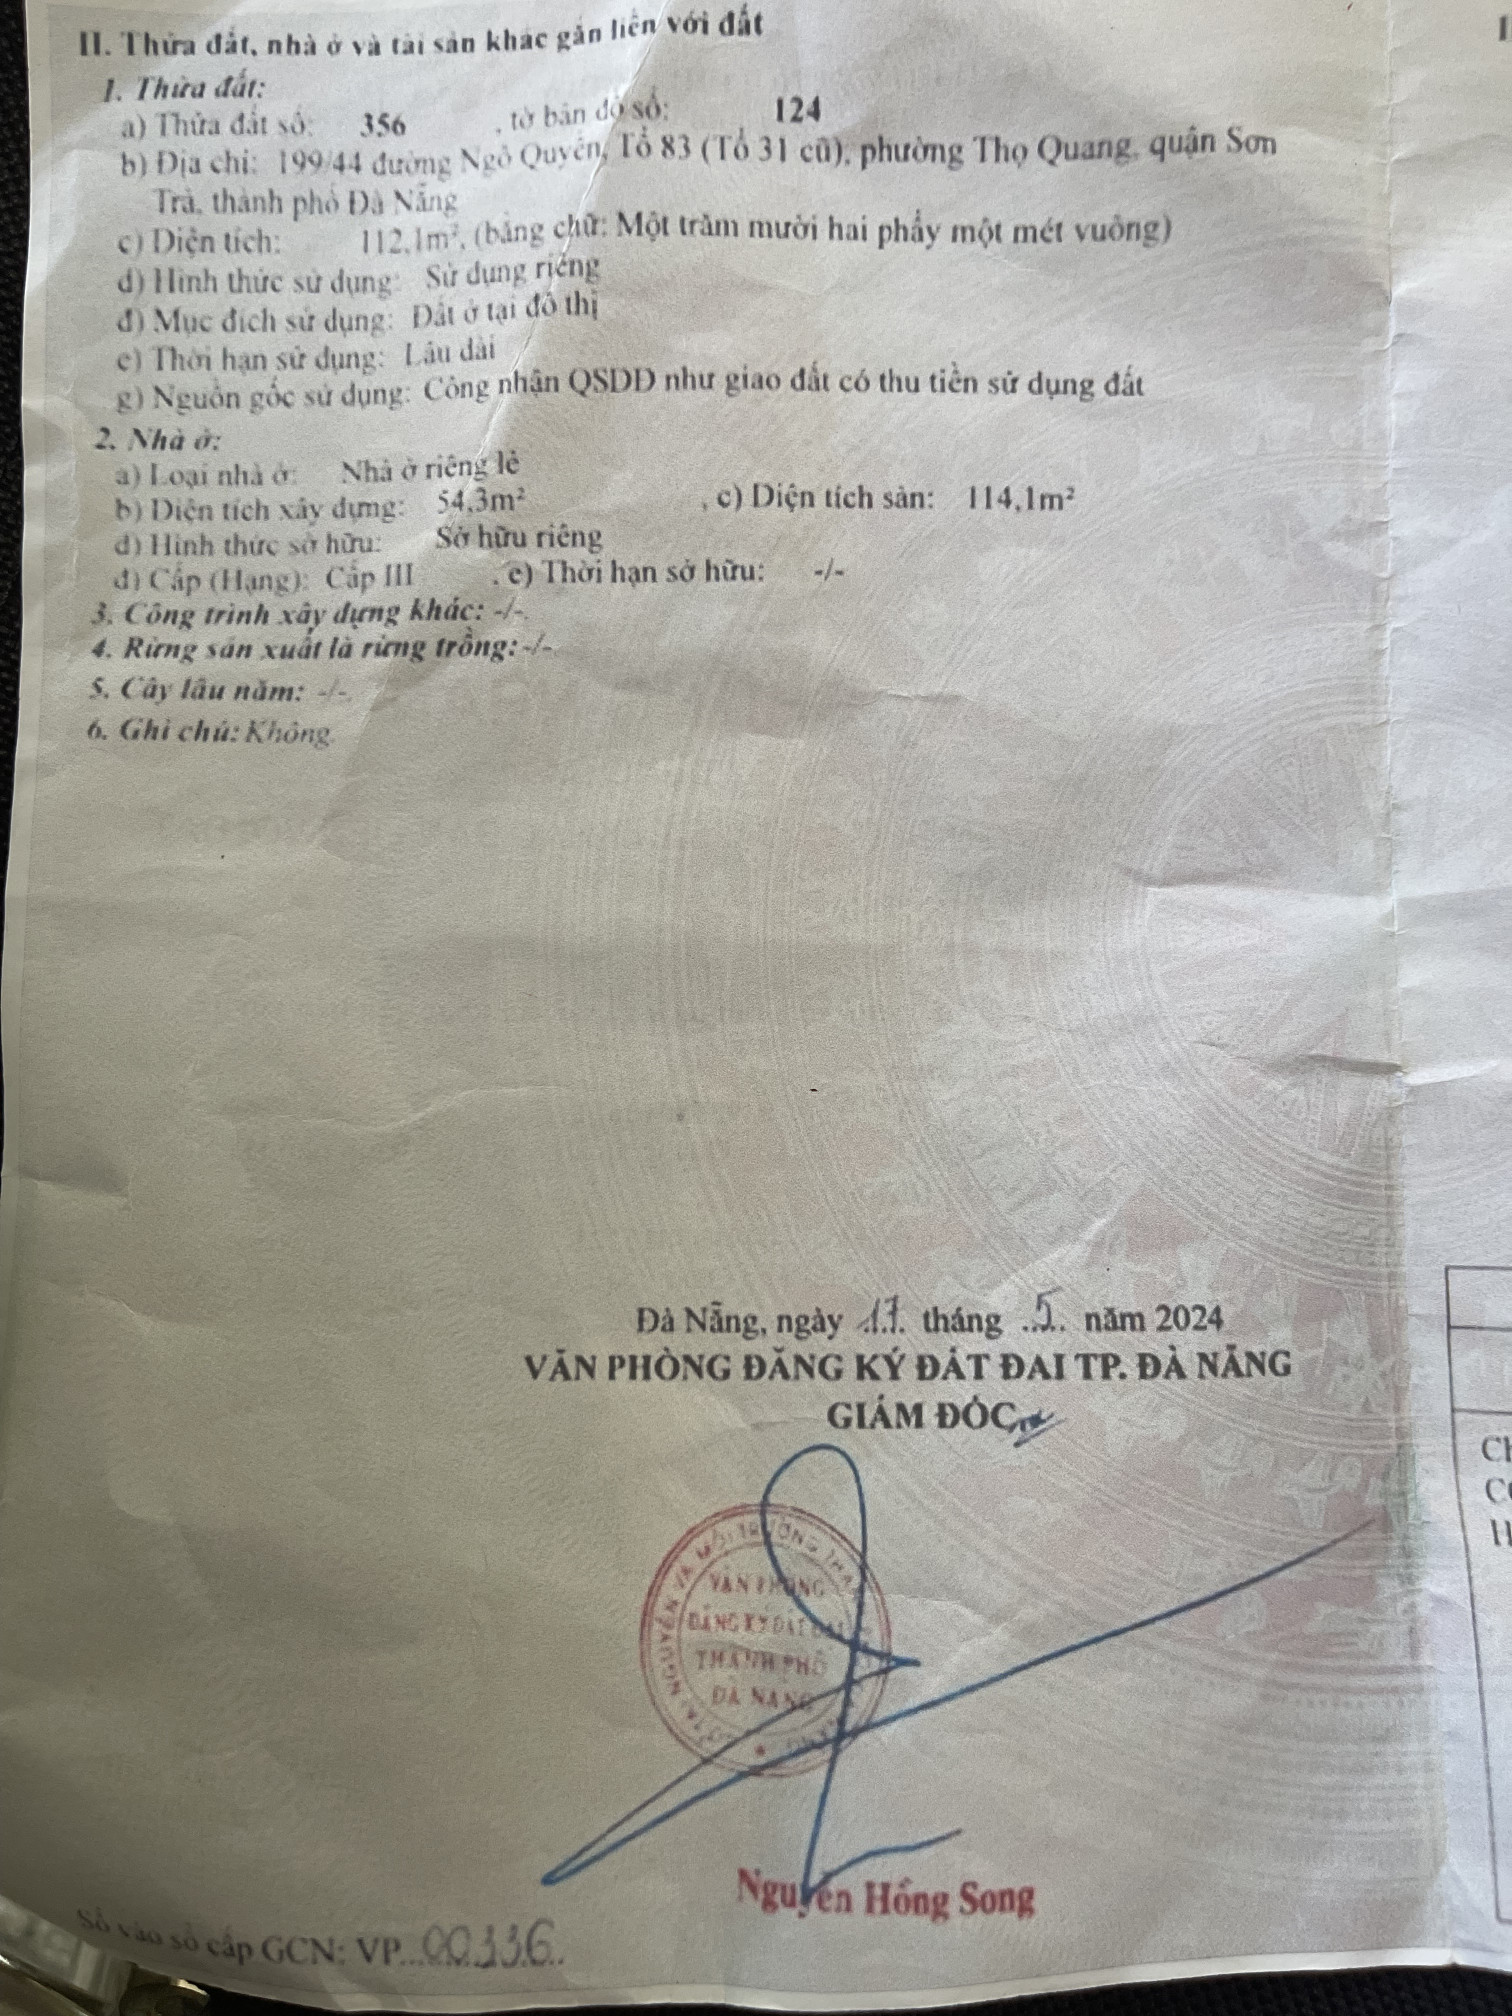 II. Thửa đất, nhà ở và tài sản khác gắn liền với đất
1. Thửa đất:
a) Thửa đất số: 356 , tờ bản đồ số: 124
b) Địa chỉ: 199/44 đường Ngô Quyền, Tổ 83 (Tổ 31 cũ), phường Thọ Quang, quận Sơn
Trà, thành phố Đà Nẵng
c) Diện tích: 112,1m², (bằng chữ: Một trăm mười hai phẩy một mét vuông)
d) Hình thức sử dụng: Sử dụng riêng
đ) Mục đích sử dụng: Đất ở tại đô thị
e) Thời hạn sử dụng: Lâu dài
g) Nguồn gốc sử dụng: Công nhận QSDĐ như giao đất có thu tiền sử dụng đất
2. Nhà ở:
a) Loại nhà ở: Nhà ở riêng lẻ
b) Diện tích xây dựng: 54,3m² , c) Diện tích sàn: 114,1m²
d) Hình thức sở hữu: Sở hữu riêng
đ) Cấp (Hạng): Cấp III , e) Thời hạn sở hữu: -/-
3. Công trình xây dựng khác: -/-.
4. Rừng sản xuất là rừng trồng: -/-.
5. Cây lâu năm: -/-.
6. Ghi chú: Không.
Đà Nẵng, ngày 17 tháng 5 năm 2024
VĂN PHÒNG ĐĂNG KÝ ĐẤT ĐAI TP. ĐÀ NẴNG
GIÁM ĐỐC
VĂN PHÒNG
ĐĂNG KÝ ĐẤT ĐAI
THÀNH PHỐ
ĐÀ NẴNG
Nguyễn Hồng Song
Số vào sổ cấp GCN: VP...00336..